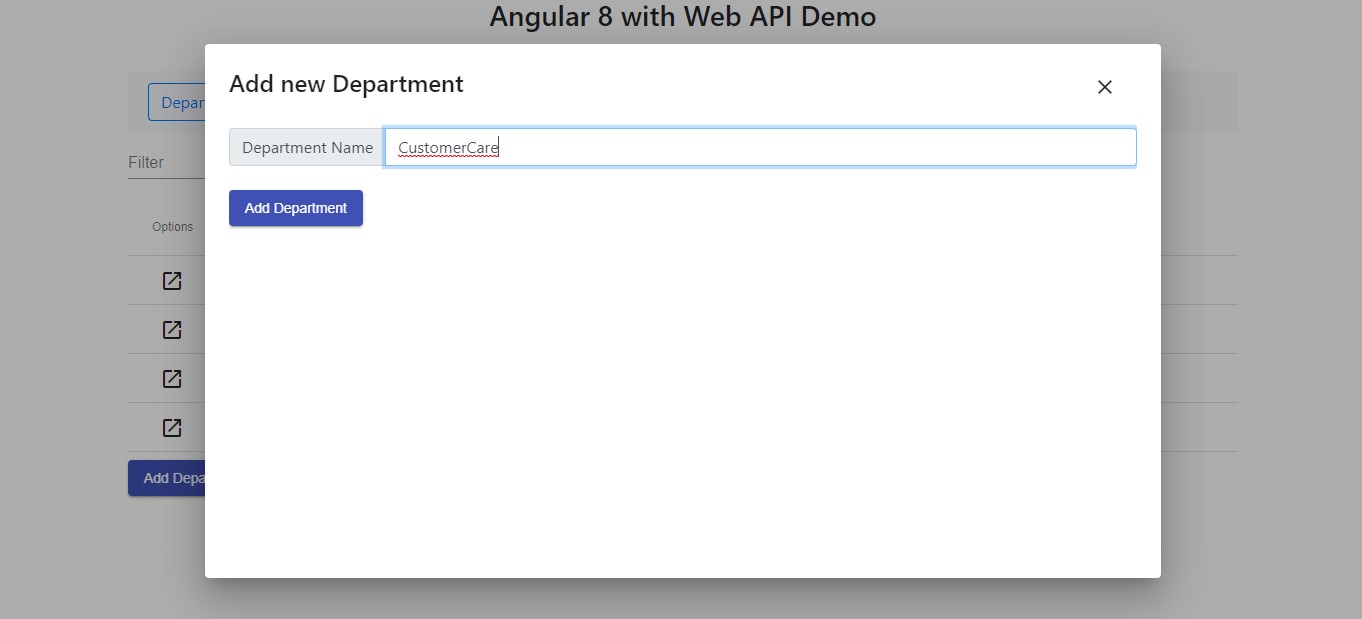 Angular 8 with Web API Demo
Add new Department
Depar
Department Name CustomerCare
Filter
Add Department
Options
Add Depa